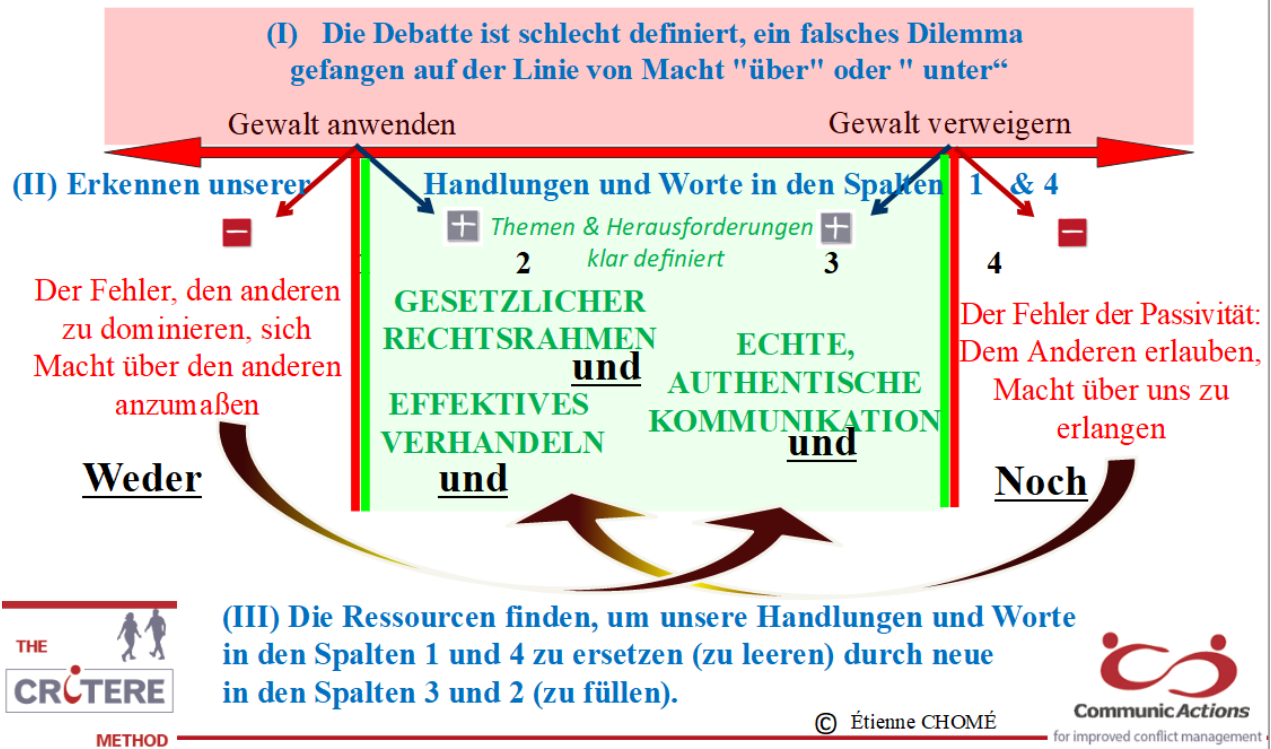 (I) Die Debatte ist schlecht definiert, ein falsches Dilemma
gefangen auf der Linie von Macht "über" oder " unter“
Gewalt anwenden
Gewalt verweigern
(II) Erkennen unserer Handlungen und Worte in den Spalten 1 & 4
Themen & Herausforderungen
klar definiert
2
3
4
Der Fehler, den anderen
zu dominieren, sich
Macht über den anderen
anzumaßen
Weder
GESETZLICHER
RECHTSRAHMEN
und
EFFEKTIVES
VERHANDELN
und
ECHTE,
AUTHENTISCHE
KOMMUNIKATION
und
Der Fehler der Passivität:
Dem Anderen erlauben,
Macht über uns zu
erlangen
Noch
(III) Die Ressourcen finden, um unsere Handlungen und Worte
in den Spalten 1 und 4 zu ersetzen (zu leeren) durch neue
in den Spalten 3 und 2 (zu füllen).
© Étienne CHOMÉ
THE
CRITERE
METHOD
CommunicActions
for improved conflict management